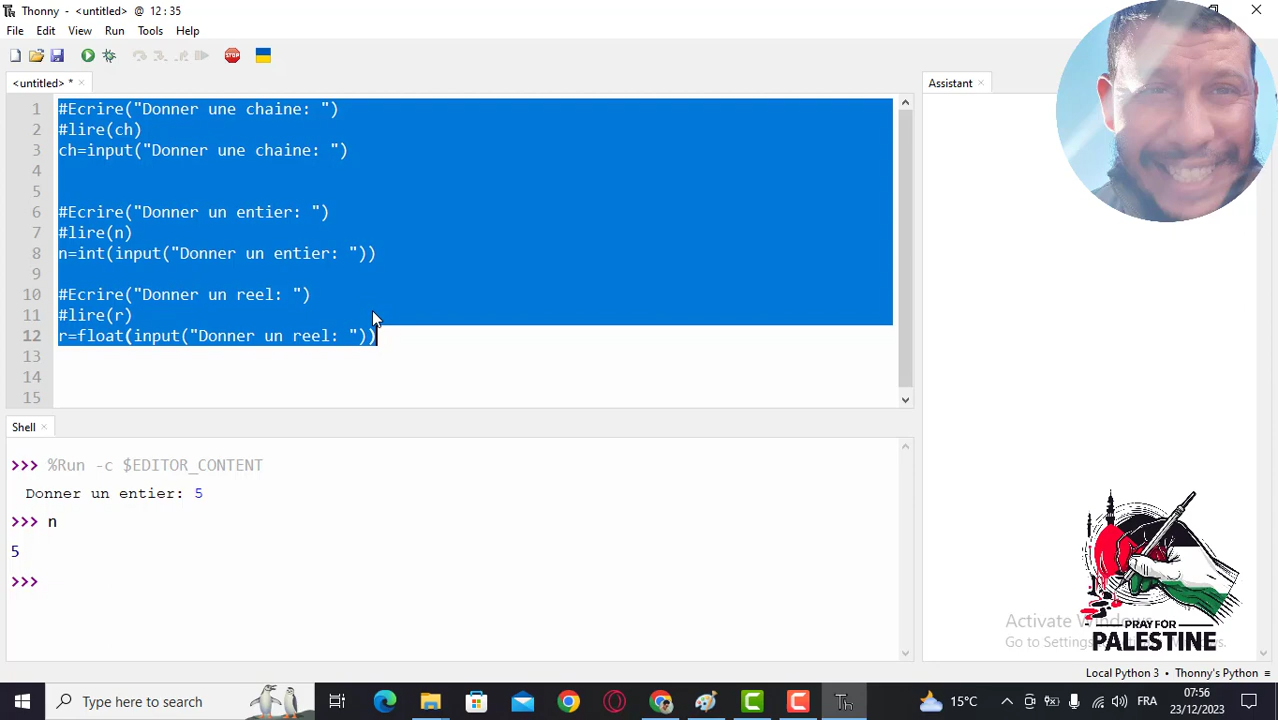 Thonny - <untitled> @ 12 : 35
File Edit View Run Tools Help
STOP
<untitled> *
Assistant
1 #Ecrire("Donner une chaine: ")
2 #lire(ch)
3 ch=input("Donner une chaine: ")
4
5
6 #Ecrire("Donner un entier: ")
7 #lire(n)
8 n=int(input("Donner un entier: "))
9
10 #Ecrire("Donner un reel: ")
11 #lire(r)
12 r=float(input("Donner un reel: "))
13
14
15
Shell
>>> %Run -c $EDITOR_CONTENT
Donner un entier: 5
>>> n
5
>>>
Activate Windows
Go to Settings
PRAY FOR
PALESTINE
Local Python 3 • Thonny's Python
Type here to search
Th
15°C
FRA
07:56
23/12/2023